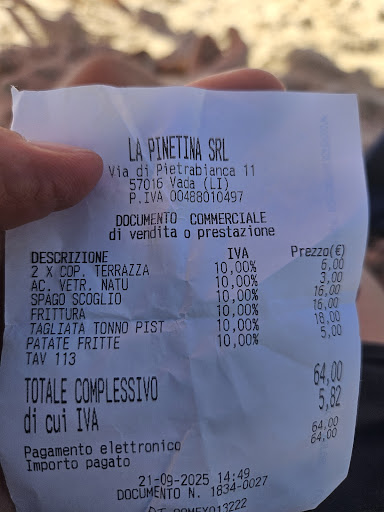 LA PINETINA SRL
Via di Pietrabianca 11
57016 Vada (LI)
P.IVA 00488010497
DOCUMENTO COMMERCIALE
di vendita o prestazione
DESCRIZIONE IVA Prezzo(€)
2 X COP. TERRAZZA 10,00% 6,00
AC. VETR. NATU 10,00% 3,00
SPAGO SCOGLIO 10,00% 16,00
FRITTURA 10,00% 16,00
TAGLIATA TONNO PIST 10,00% 18,00
PATATE FRITTE 10,00% 5,00
TAV 113
TOTALE COMPLESSIVO 64,00
di cui IVA 5,82
Pagamento elettronico 64,00
Importo pagato 64,00
21-09-2025 14:49
DOCUMENTO N. 1834-0027